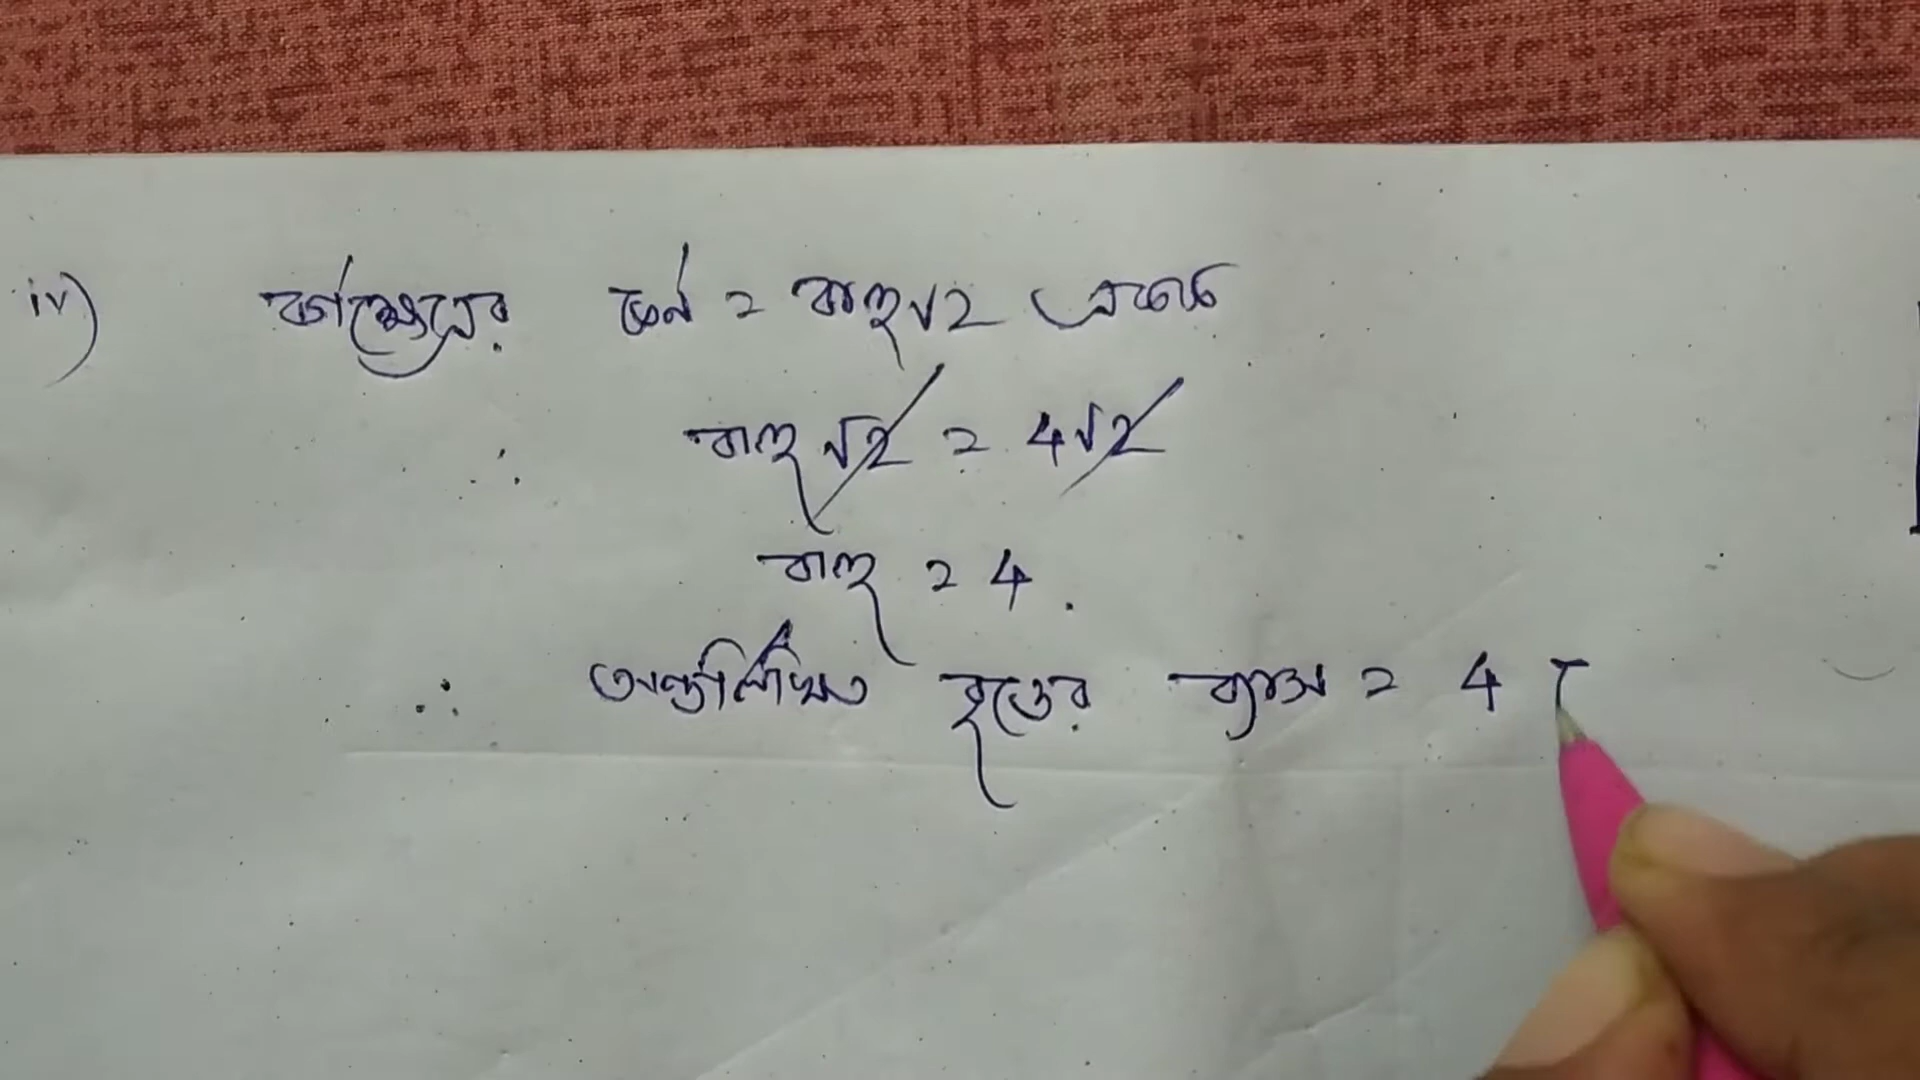 iv) বর্গক্ষেত্রের কর্ণ = বাহু√2 একক
বাহু√2 = 4√2
বাহু = 4.
∴ অন্তর্লিখিত বৃত্তের ব্যাস = 4